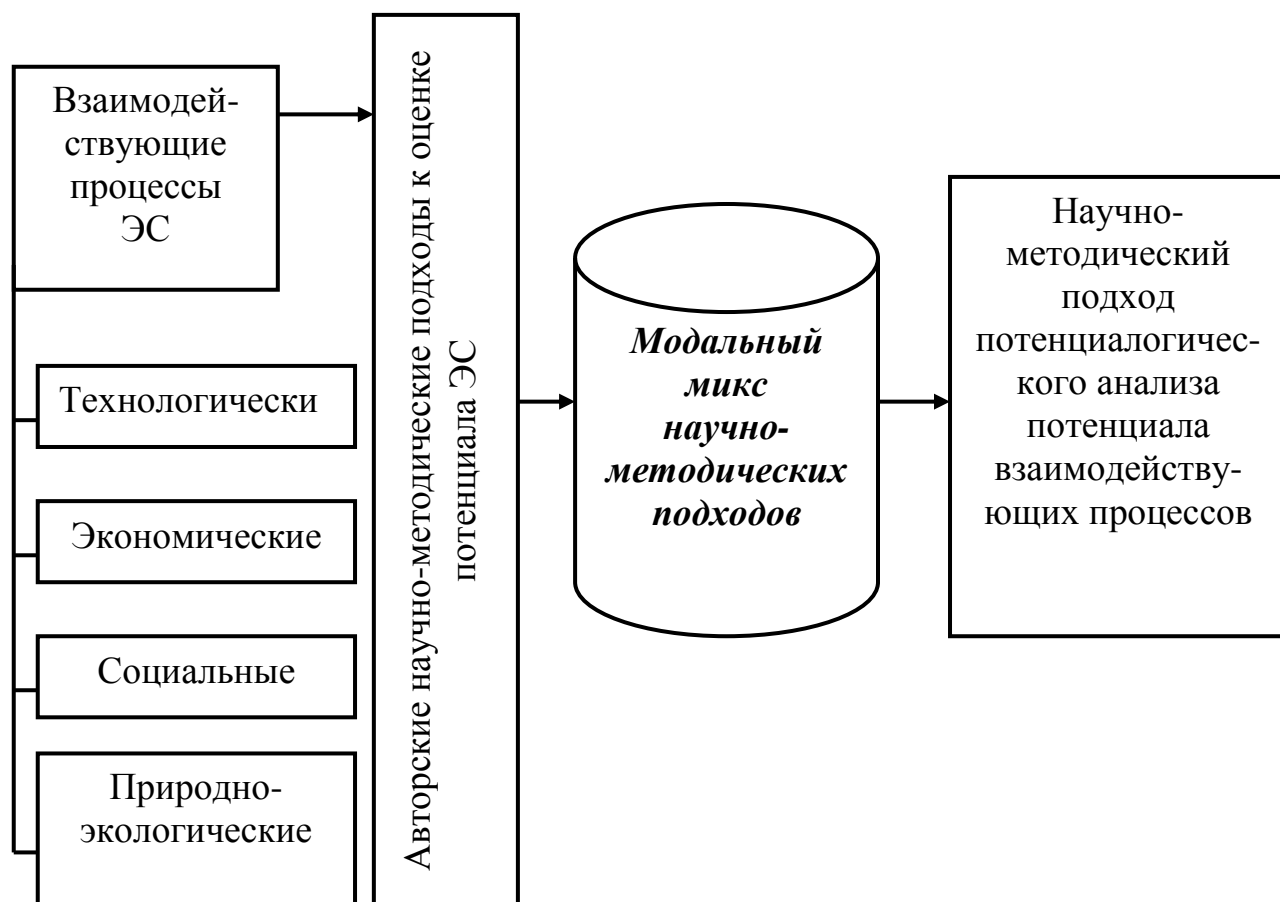 Взаимодей-
ствующие
процессы
ЭС
Технологически
Экономические
Социальные
Природно-
экологические
Авторские научно-методические подходы к оценке
потенциала ЭС
Модальный
микс
научно-
методических
подходов
Научно-
методический
подход
потенциалогичес-
кого анализа
потенциала
взаимодейству-
ющих процессов